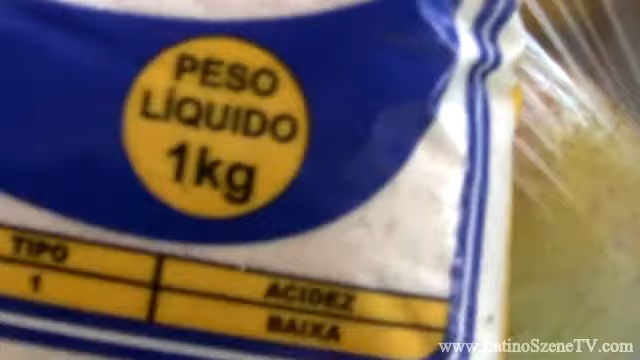 PESO
LÍQUIDO
1kg
TIPO
1
ACIDEZ
BAIXA
www.LatinoSzeneTV.com